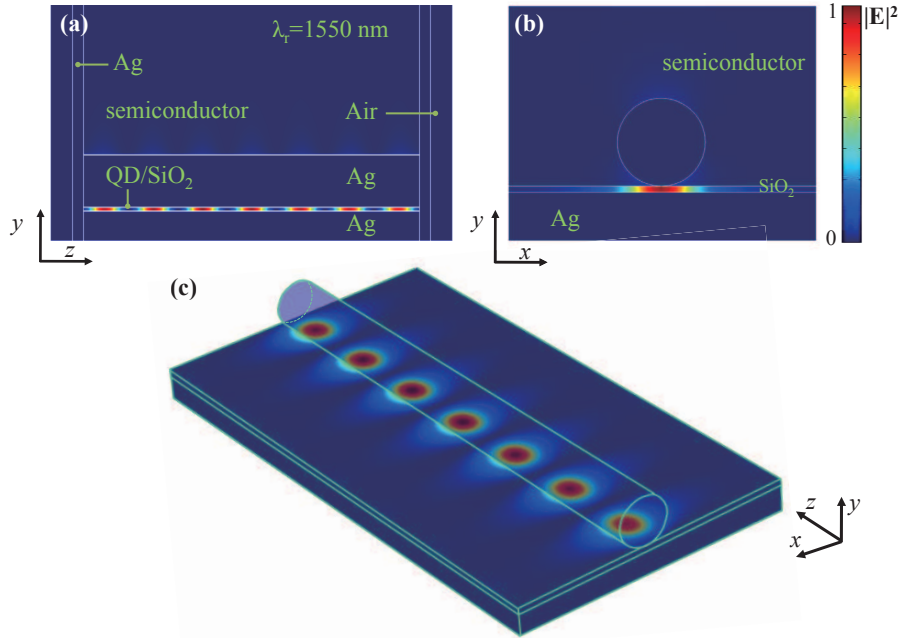 (a)
λr=1550 nm
Ag
semiconductor
Air
QD/SiO2
Ag
Ag
y
z
(b)
semiconductor
SiO2
Ag
y
x
1
|E|²
0
(c)
z
y
x